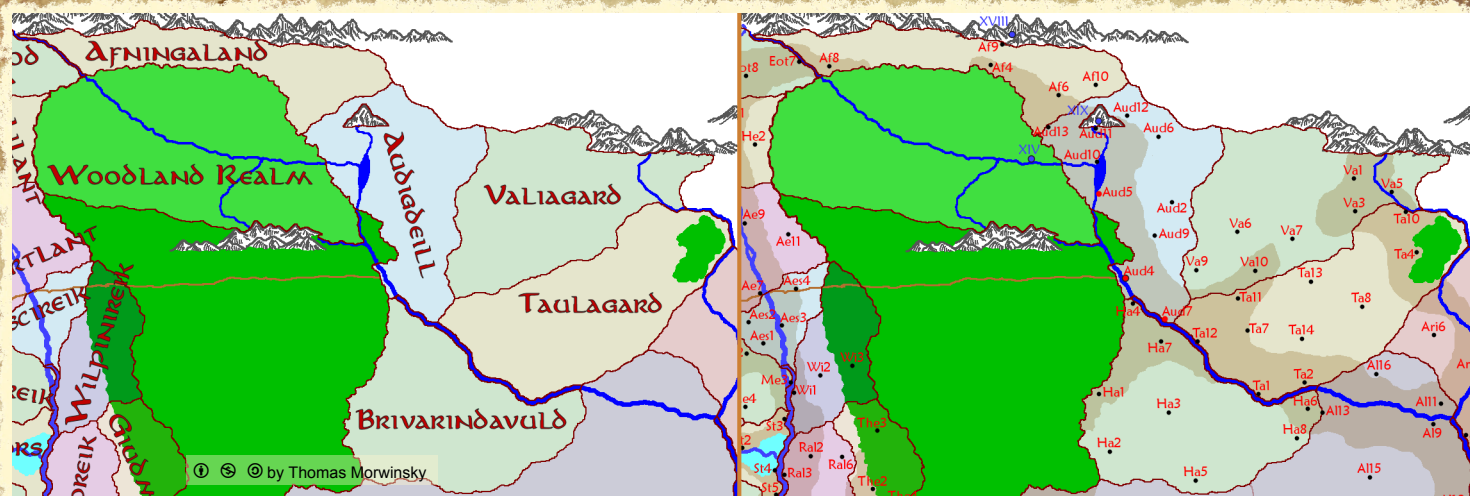 Afningaland
Woodland Realm
Audigdeill
Valiagard
Taulagard
Wilpinireik
Brivarindavuld
by Thomas Morwinsky
XVIII
Af9
Eot7
Af8
Af4
Af6
Af10
XIX
Aud12
He2
Aud13
Aud11
Aud6
XIV
Aud10
Aud5
Va1
Va5
Va3
Aud2
Ta10
Ae9
Ae11
Aud9
Va6
Va7
Ta4
Va9
Va10
Aud4
Ta13
Aes4
Ta11
Ta8
Ha4
Aud7
Aes2
Aes3
Ta12
Ta7
Ta14
Ari6
Aes1
Ha7
Wi3
Wi2
Al16
Wi1
Ha1
Ta1
Ta2
Ha3
Ha6
Al13
Al11
St3
The3
Ha8
Al9
Ral2
Ha2
St4
Ral3
Ral6
Ha5
Al15
St5
The2